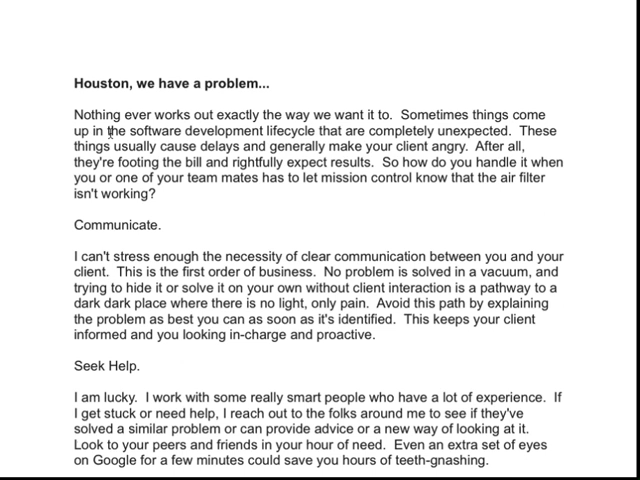 Houston, we have a problem...
Nothing ever works out exactly the way we want it to.  Sometimes things come
up in the software development lifecycle that are completely unexpected.  These
things usually cause delays and generally make your client angry.  After all,
they're footing the bill and rightfully expect results.  So how do you handle it when
you or one of your team mates has to let mission control know that the air filter
isn't working?
Communicate.
I can't stress enough the necessity of clear communication between you and your
client.  This is the first order of business.  No problem is solved in a vacuum, and
trying to hide it or solve it on your own without client interaction is a pathway to a
dark dark place where there is no light, only pain.  Avoid this path by explaining
the problem as best you can as soon as it's identified.  This keeps your client
informed and you looking in-charge and proactive.
Seek Help.
I am lucky.  I work with some really smart people who have a lot of experience.  If
I get stuck or need help, I reach out to the folks around me to see if they've
solved a similar problem or can provide advice or a new way of looking at it.
Look to your peers and friends in your hour of need.  Even an extra set of eyes
on Google for a few minutes could save you hours of teeth-gnashing.